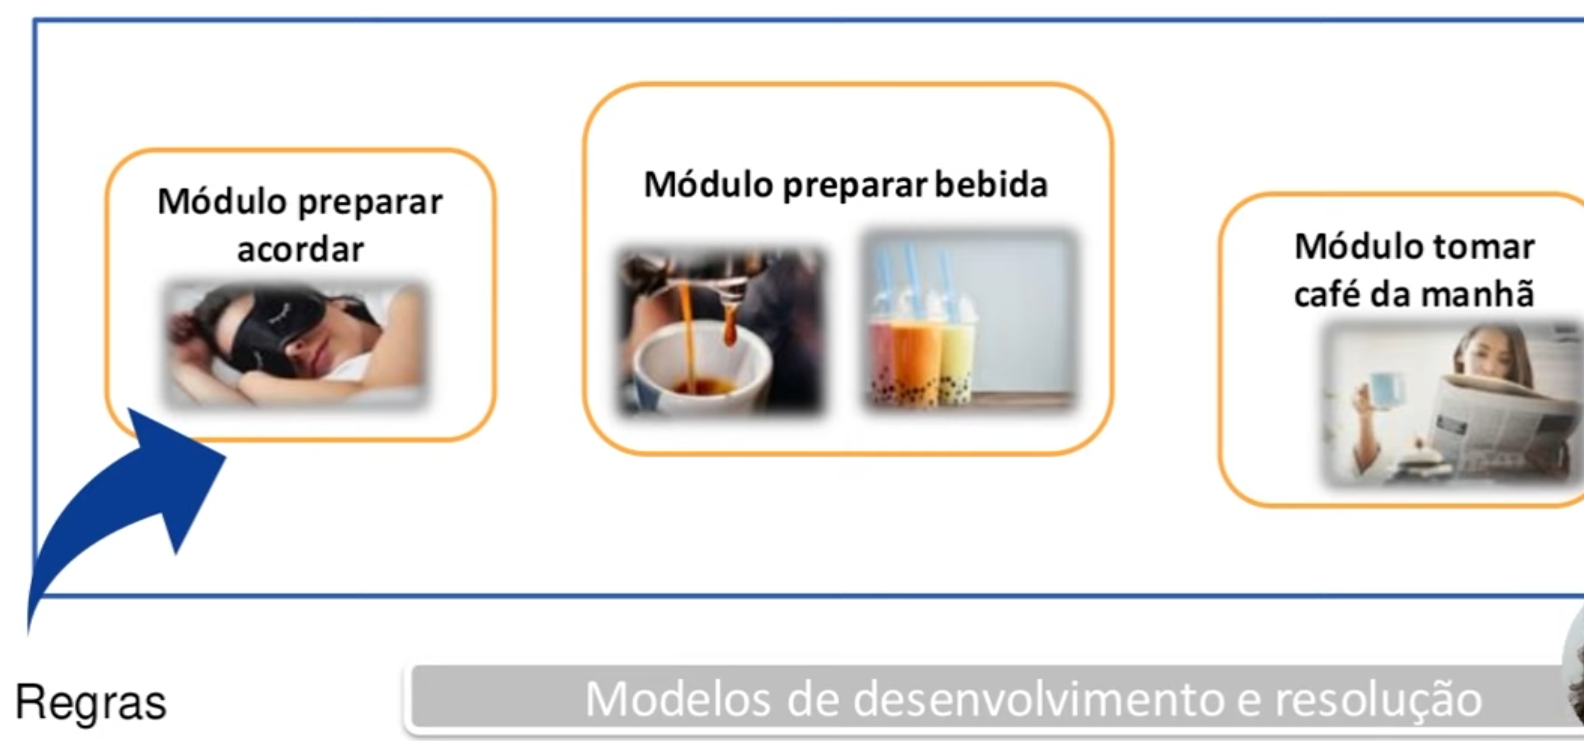 Módulo preparar
acordar
Módulo preparar bebida
Módulo tomar
café da manhã
Regras
Modelos de desenvolvimento e resolução